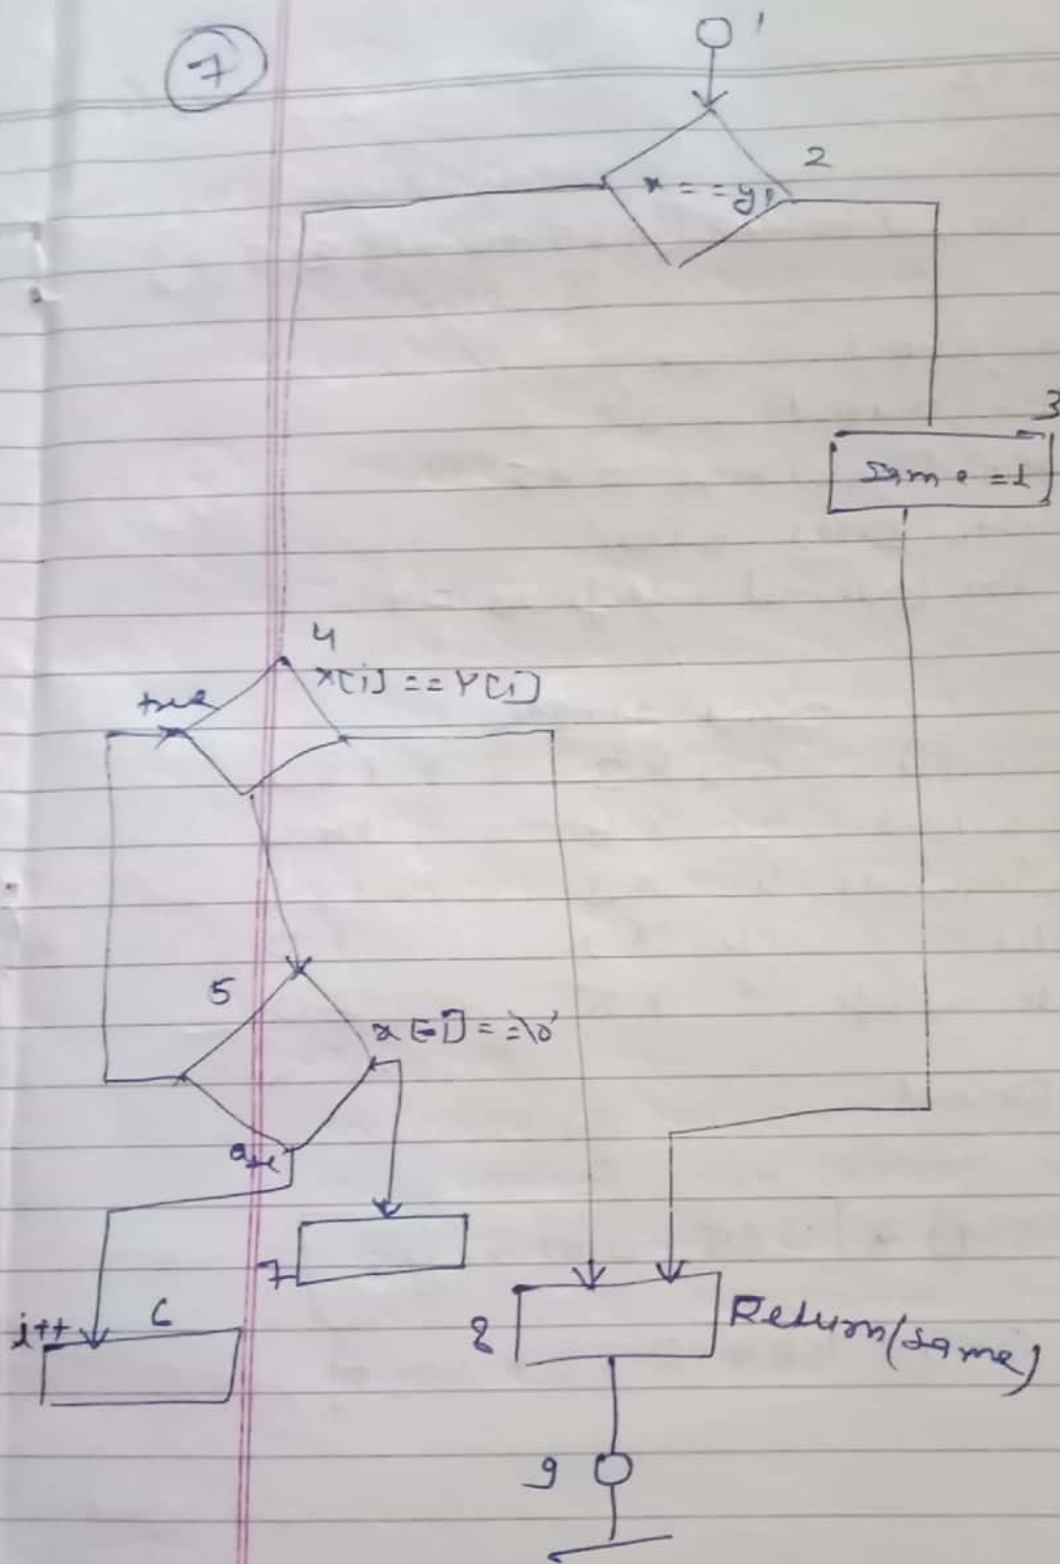 7
1
2
x==y,
3
Same=1
4
x[i]==Y[i]
true
5
x[i]=='\0'
7
6
i++
8
Return(same)
9